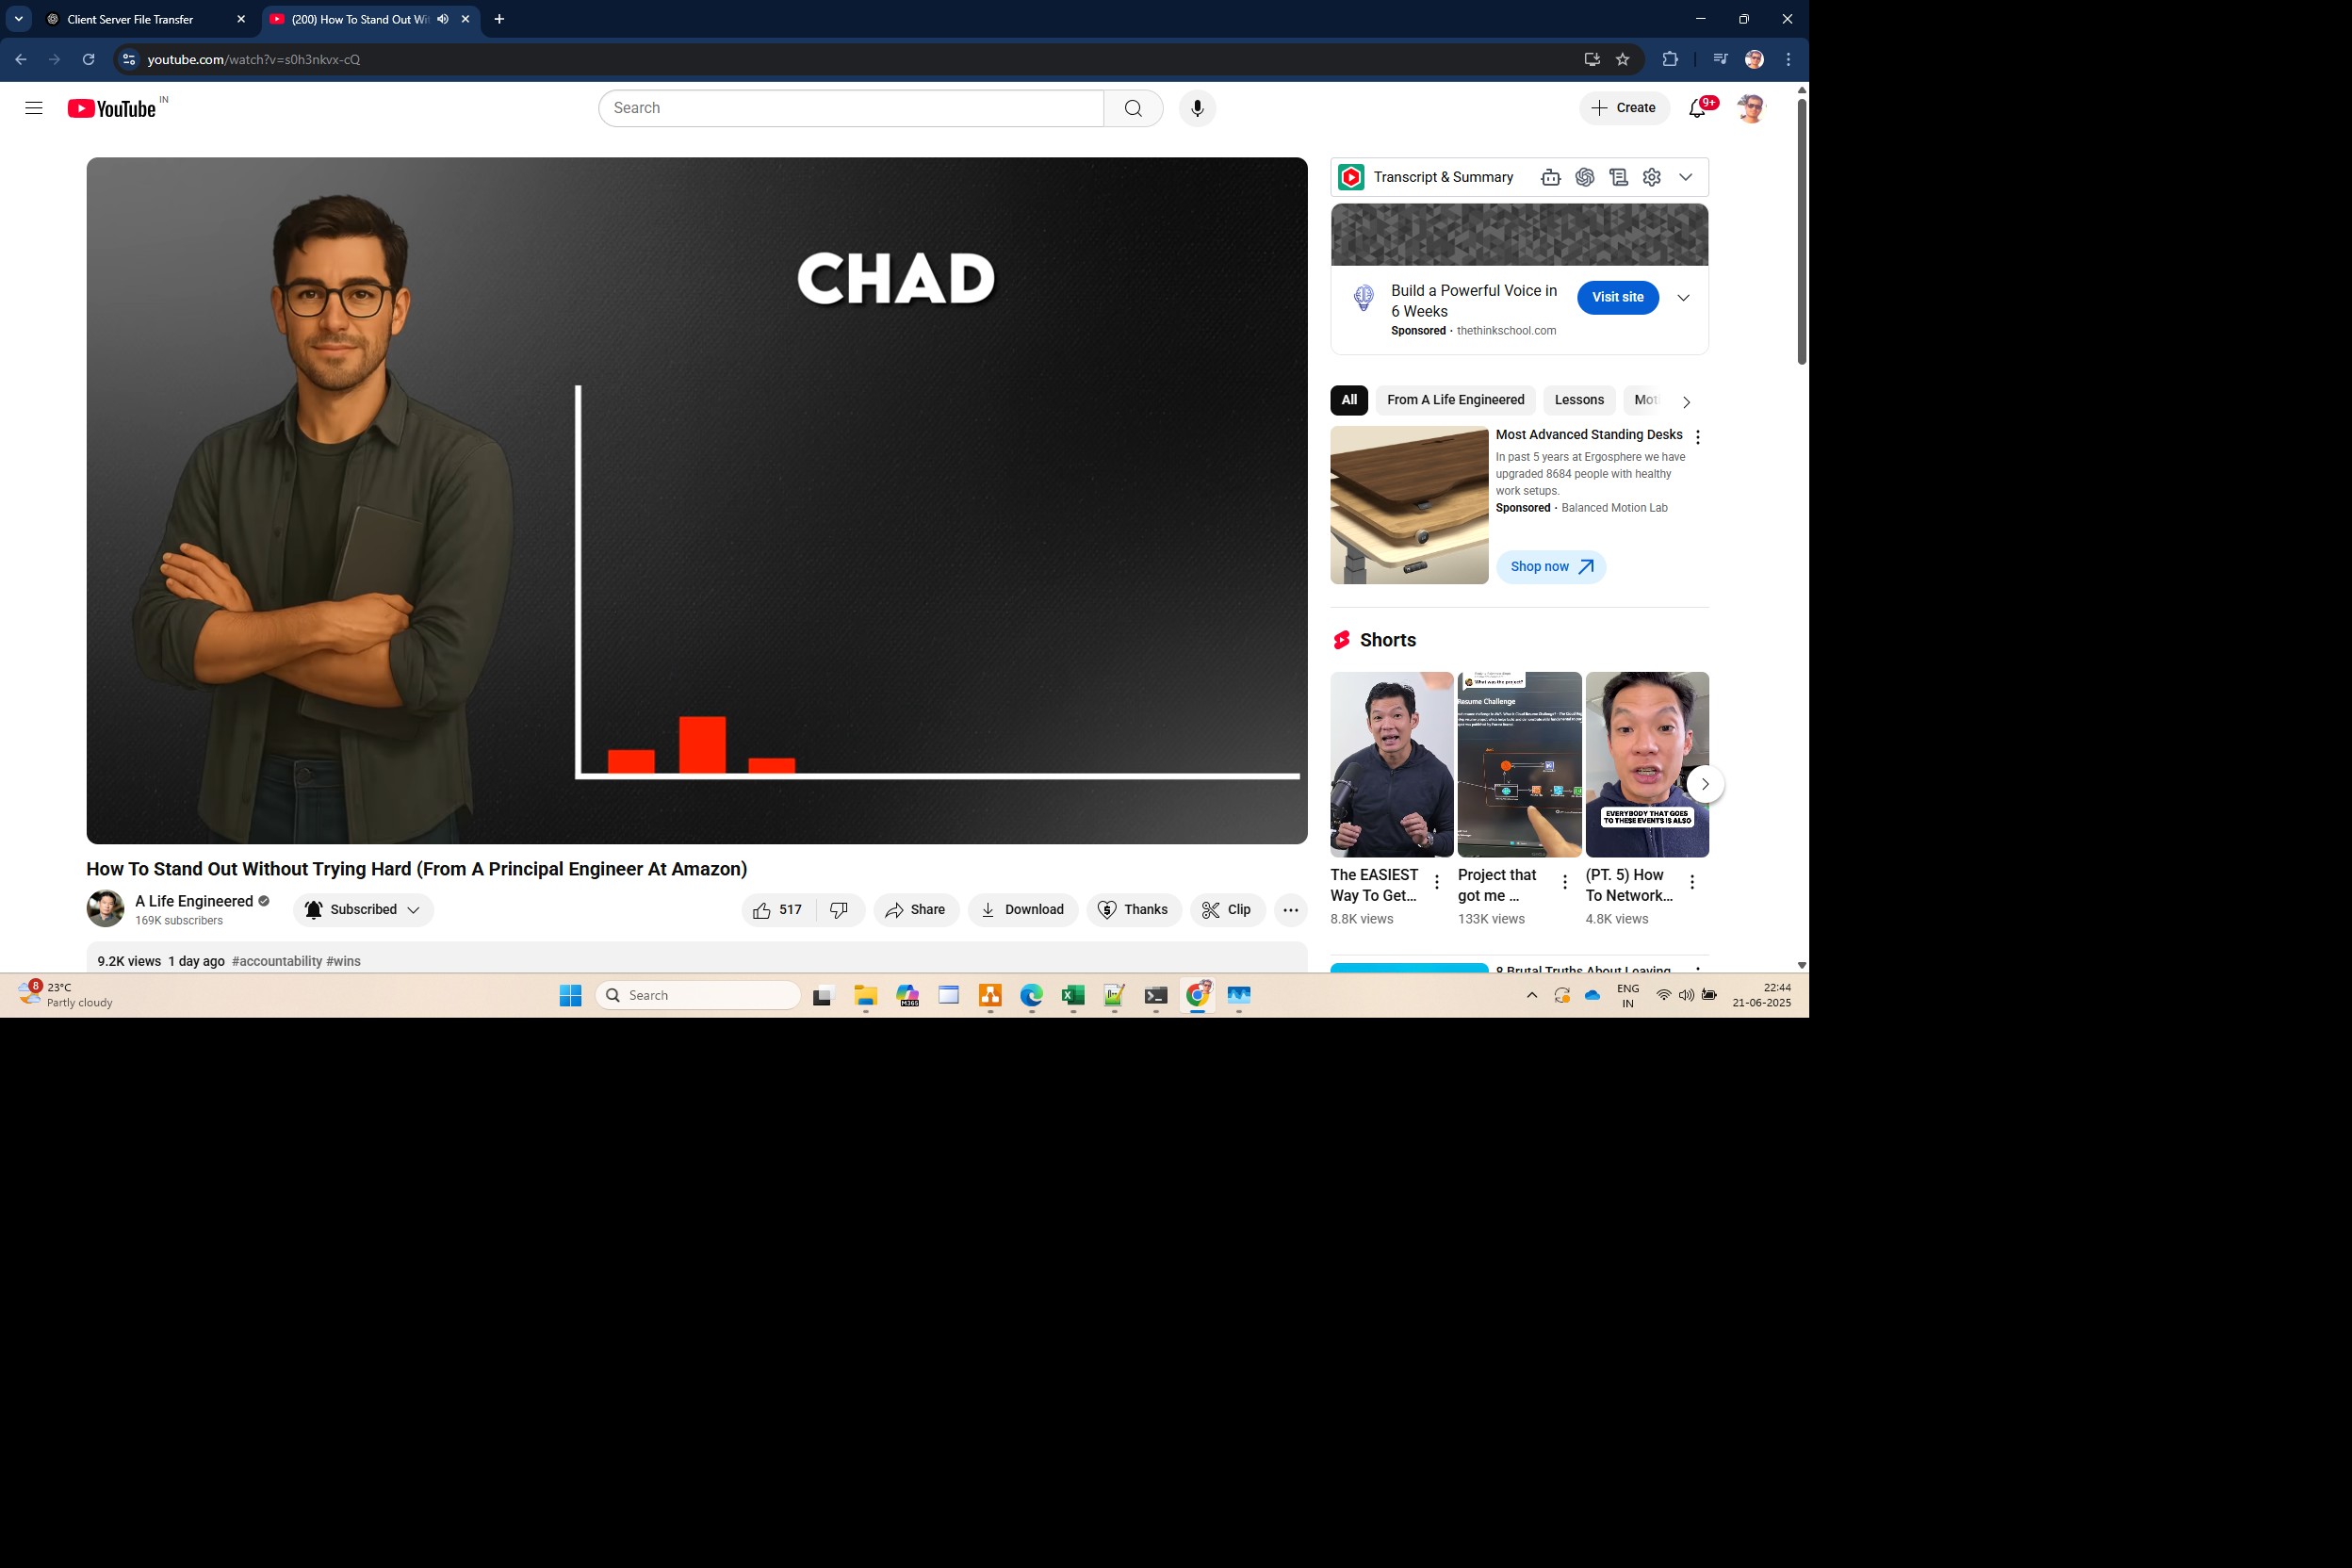 Client Server File Transfer
(200) How To Stand Out Wi
youtube.com/watch?v=s0h3nkvx-cQ
YouTube IN
Search
Create
9+
CHAD
Transcript & Summary
Build a Powerful Voice in
6 Weeks
Sponsored · thethinkschool.com
Visit site
All
From A Life Engineered
Lessons
Mot
Most Advanced Standing Desks
In past 5 years at Ergosphere we have
upgraded 8684 people with healthy
work setups.
Sponsored · Balanced Motion Lab
Shop now
Shorts
What was the project?
Resume Challenge
EVERYBODY THAT GOES
TO THESE EVENTS IS ALSO
The EASIEST
Way To Get...
8.8K views
Project that
got me ...
133K views
(PT. 5) How
To Network...
4.8K views
How To Stand Out Without Trying Hard (From A Principal Engineer At Amazon)
A Life Engineered
169K subscribers
Subscribed
517
Share
Download
Thanks
Clip
9.2K views 1 day ago #accountability #wins
8 Brutal Truths About Leaving
8
23°C
Partly cloudy
Search
M365
ENG
IN
22:44
21-06-2025